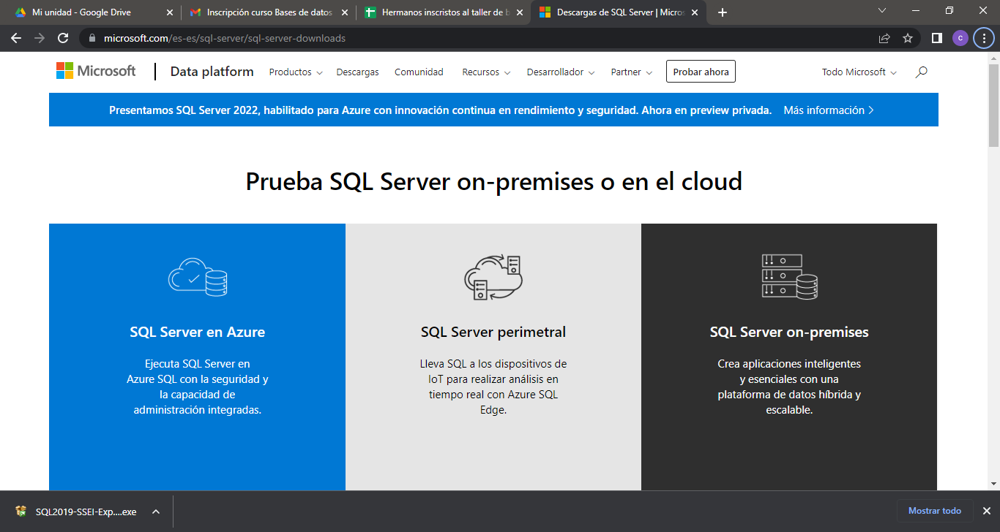 Mi unidad - Google Drive
Inscripción curso Bases de datos
Hermanos inscristos al taller de b
Descargas de SQL Server | Micros
microsoft.com/es-es/sql-server/sql-server-downloads
c
Microsoft
Data platform
Productos
Descargas
Comunidad
Recursos
Desarrollador
Partner
Probar ahora
Todo Microsoft
Presentamos SQL Server 2022, habilitado para Azure con innovación continua en rendimiento y seguridad. Ahora en preview privada. Más información
Prueba SQL Server on-premises o en el cloud
SQL Server en Azure
Ejecuta SQL Server en
Azure SQL con la seguridad y
la capacidad de
administración integradas.
SQL Server perimetral
Lleva SQL a los dispositivos de
IoT para realizar análisis en
tiempo real con Azure SQL
Edge.
SQL Server on-premises
Crea aplicaciones inteligentes
y esenciales con una
plataforma de datos híbrida y
escalable.
SQL2019-SSEI-Exp....exe
Mostrar todo